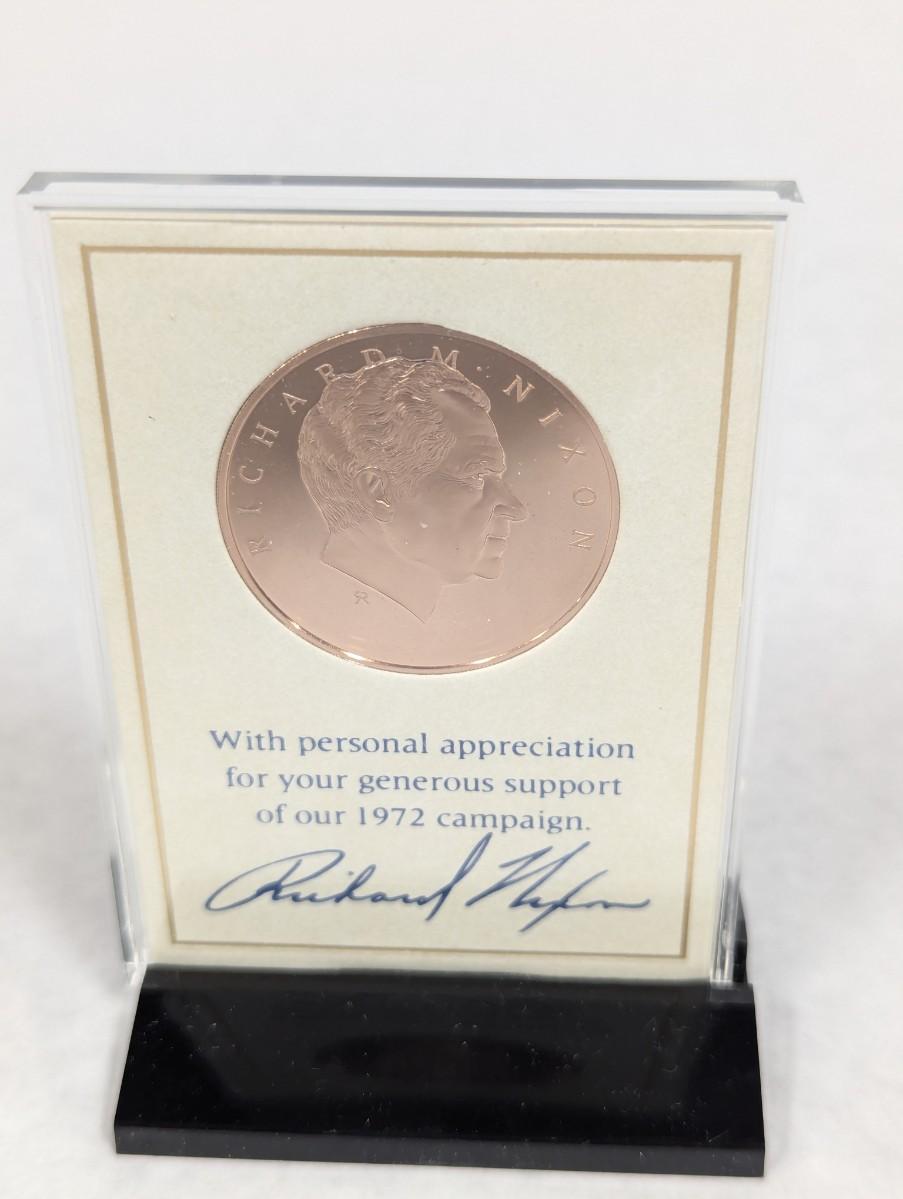 RICHARD M. NIXON
With personal appreciation
for your generous support
of our 1972 campaign.
Richard Nixon